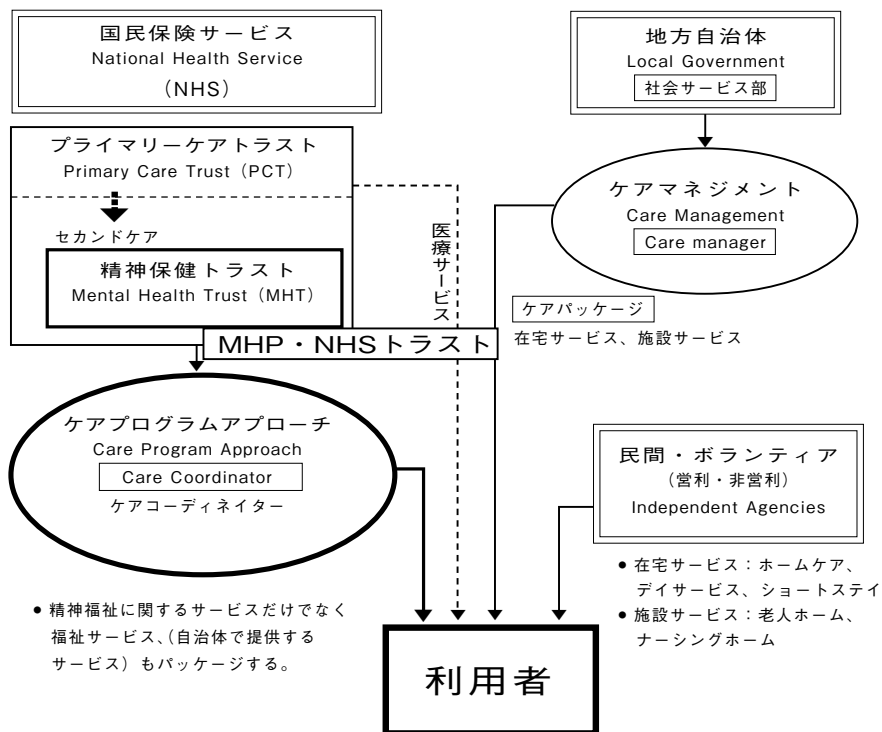 国民保険サービス
National Health Service
（NHS）
地方自治体
Local Government
社会サービス部
プライマリーケアトラスト
Primary Care Trust（PCT）
セカンドケア
精神保健トラスト
Mental Health Trust（MHT）
医療サービス
ケアマネジメント
Care Management
Care manager
ケアパッケージ
在宅サービス、施設サービス
MHP・NHSトラスト
ケアプログラムアプローチ
Care Program Approach
Care Coordinator
ケアコーディネイター
民間・ボランティア
（営利・非営利）
Independent Agencies
● 在宅サービス：ホームケア、
デイサービス、ショートステイ
● 施設サービス：老人ホーム、
ナーシングホーム
● 精神福祉に関するサービスだけでなく
福祉サービス、（自治体で提供する
サービス）もパッケージする。
利用者